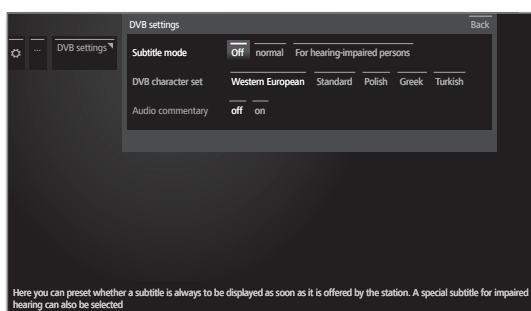 DVB settings Back
... DVB settings
Subtitle mode Off normal For hearing-impaired persons
DVB character set Western European Standard Polish Greek Turkish
Audio commentary off on
Here you can preset whether a subtitle is always to be displayed as soon as it is offered by the station. A special subtitle for impaired
hearing can also be selected